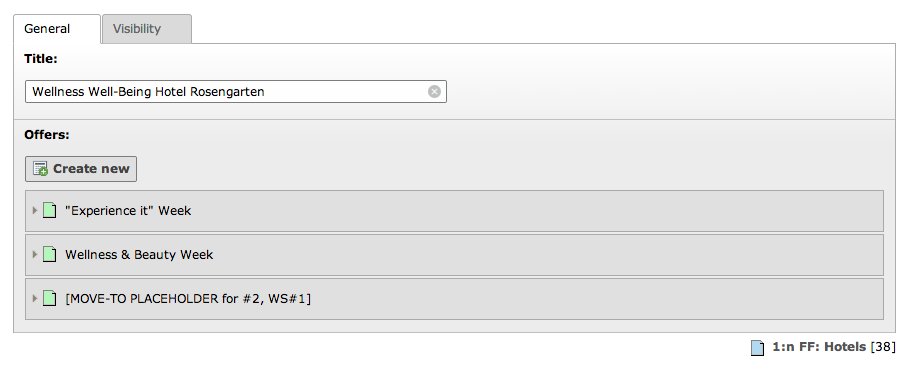 General
Visibility
Title:
Wellness Well-Being Hotel Rosengarten
Offers:
Create new
"Experience it" Week
Wellness & Beauty Week
[MOVE-TO PLACEHOLDER for #2, WS#1]
1:n FF: Hotels [38]